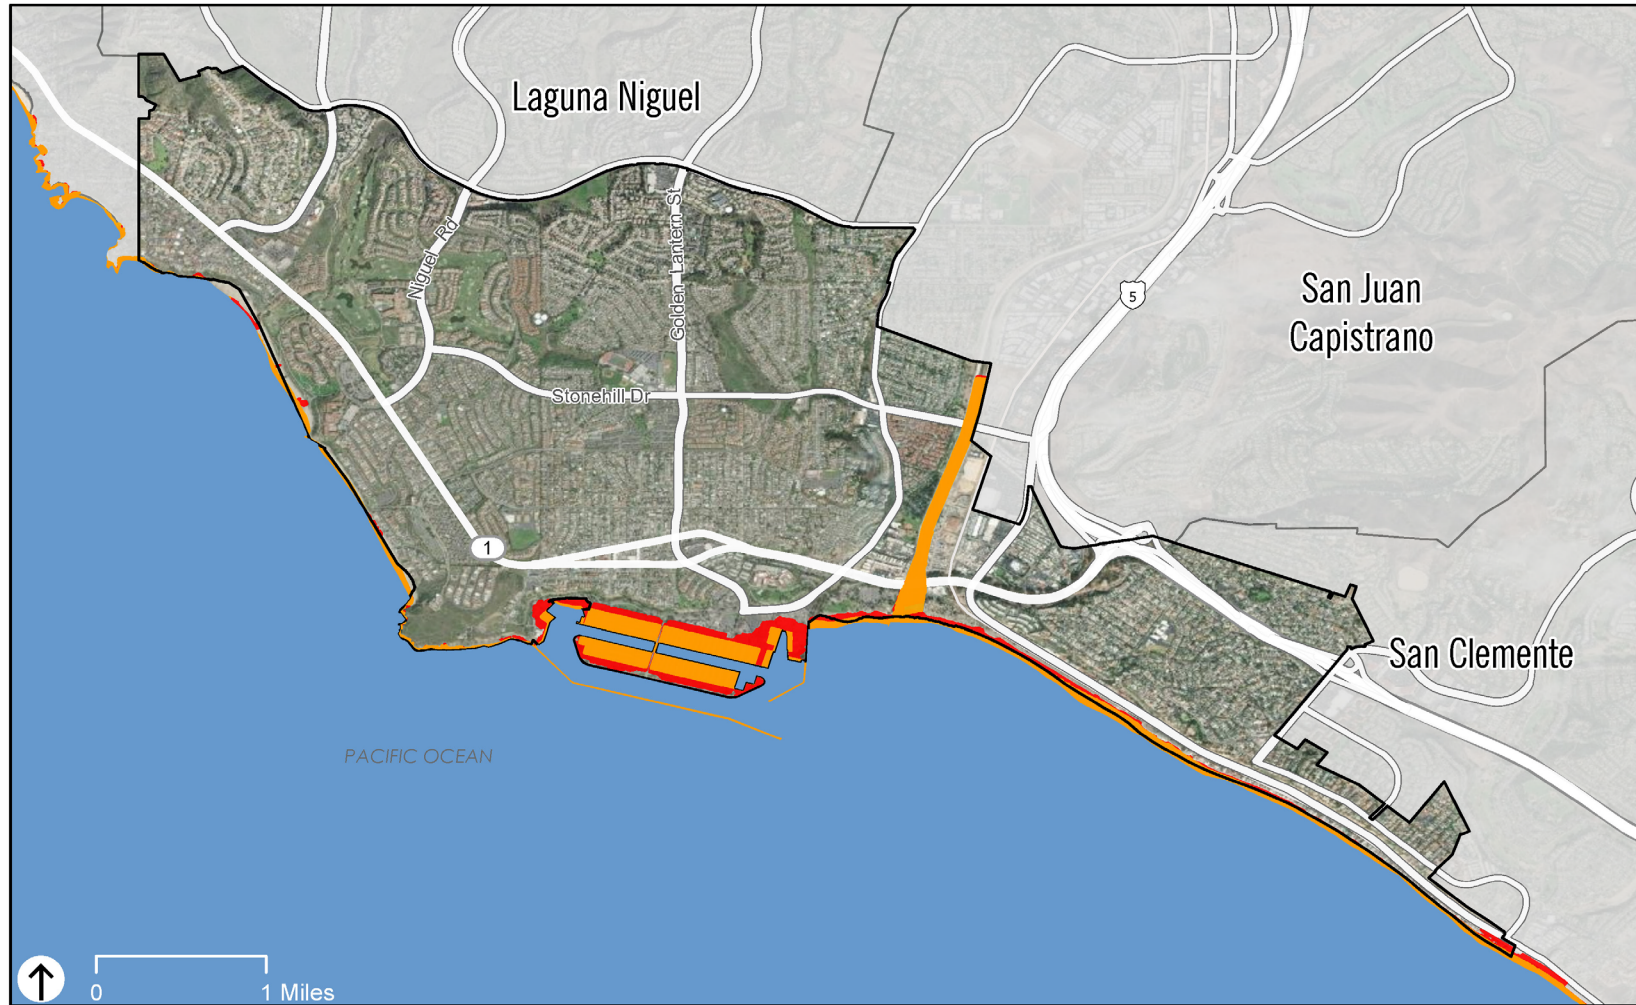 Laguna Niguel
Niguel Rd
Golden Lantern St
5
San Juan
Capistrano
Stonehill Dr
1
San Clemente
PACIFIC OCEAN
0 1 Miles